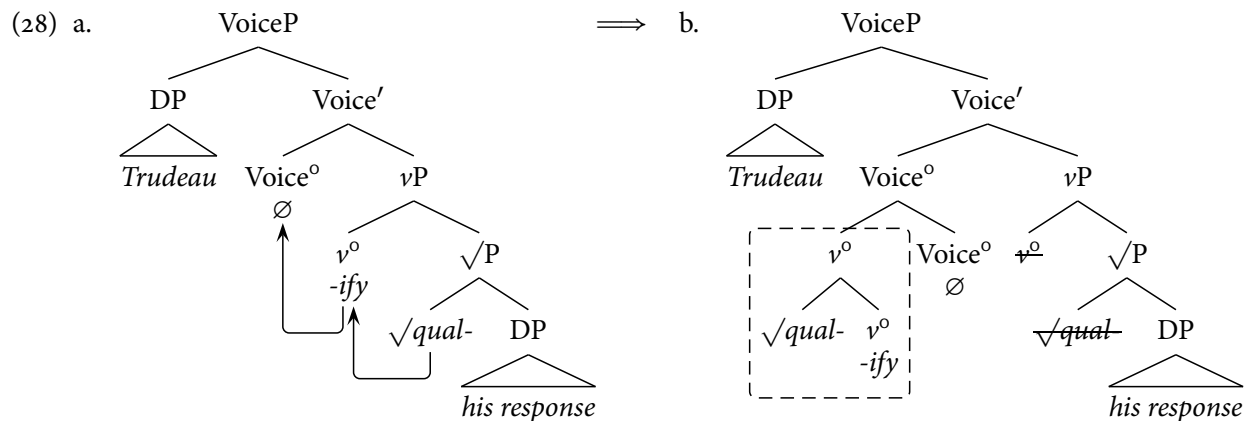 (28) a. VoiceP ⟹ b. VoiceP
DP Voice′ DP Voice′
Trudeau Voice° vP Trudeau Voice° vP
∅
v° √P v° Voice° v° √P
-ify ∅
√qual- DP √qual- v° √qual- DP
-ify
his response his response